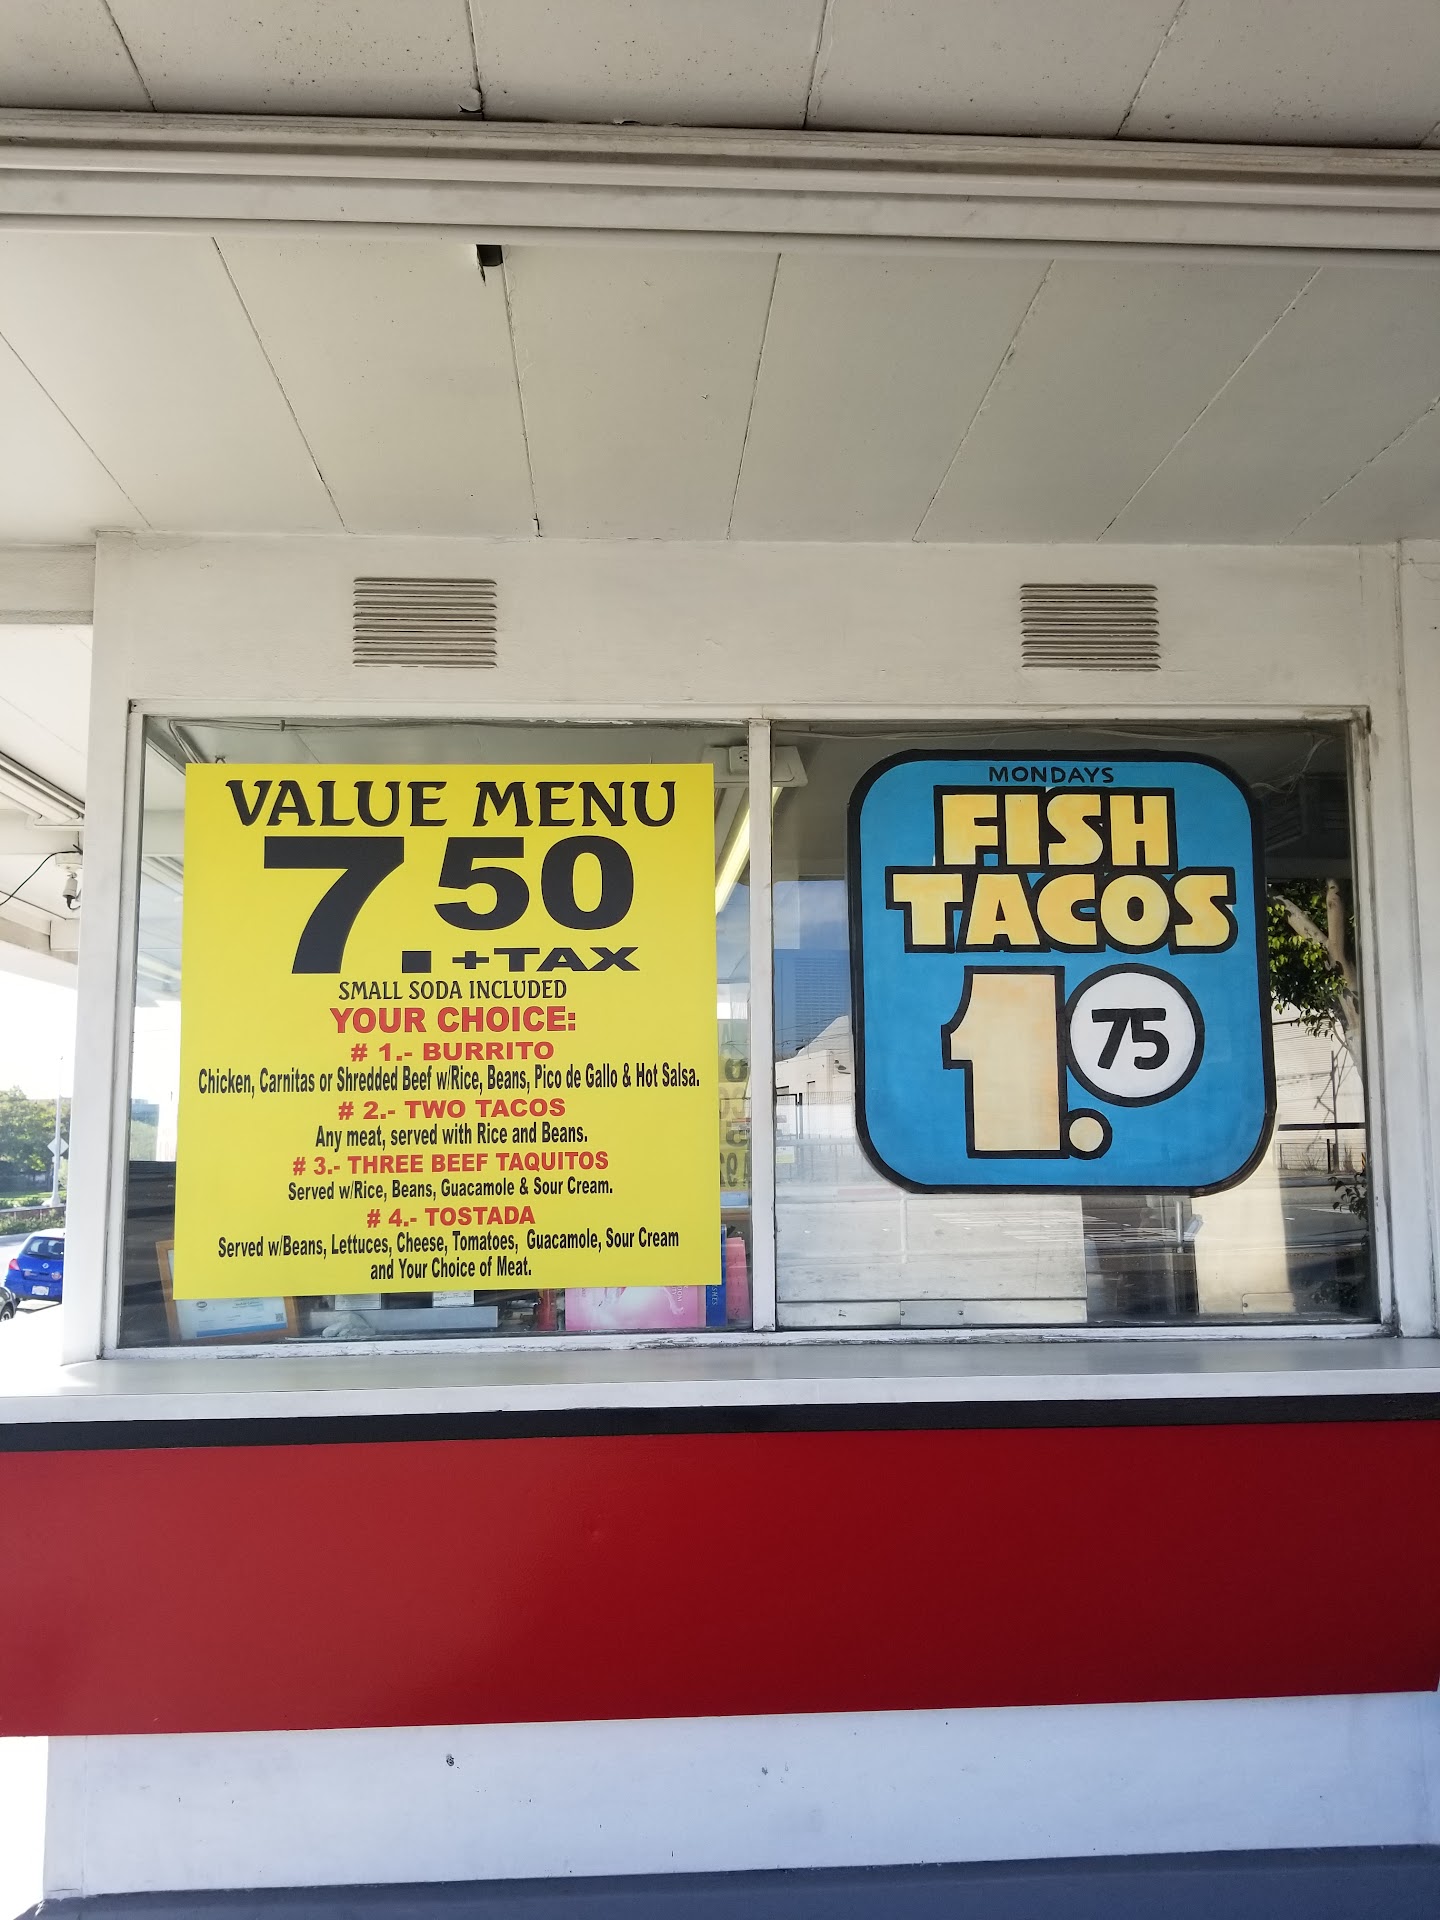 VALUE MENU
7.50
+TAX
SMALL SODA INCLUDED
YOUR CHOICE:
# 1.- BURRITO
Chicken, Carnitas or Shredded Beef w/Rice, Beans, Pico de Gallo & Hot Salsa.
# 2.- TWO TACOS
Any meat, served with Rice and Beans.
# 3.- THREE BEEF TAQUITOS
Served w/Rice, Beans, Guacamole & Sour Cream.
# 4.- TOSTADA
Served w/Beans, Lettuces, Cheese, Tomatoes, Guacamole, Sour Cream
and Your Choice of Meat.
MONDAYS
FISH
TACOS
1.75